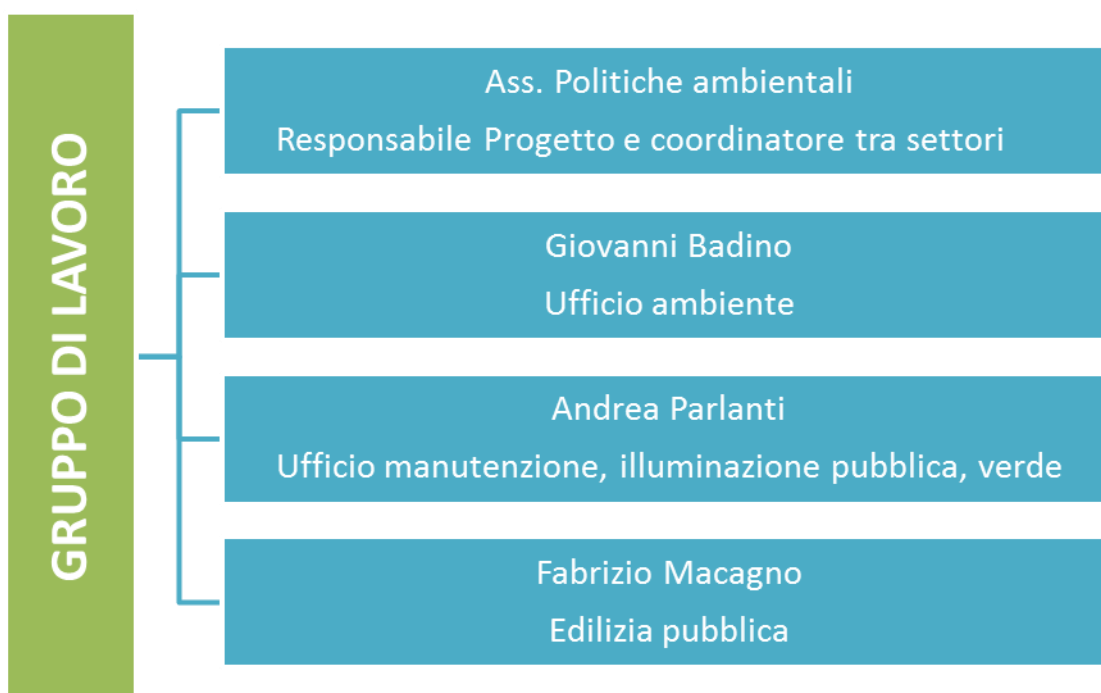 GRUPPO DI LAVORO
Ass. Politiche ambientali
Responsabile Progetto e coordinatore tra settori
Giovanni Badino
Ufficio ambiente
Andrea Parlanti
Ufficio manutenzione, illuminazione pubblica, verde
Fabrizio Macagno
Edilizia pubblica